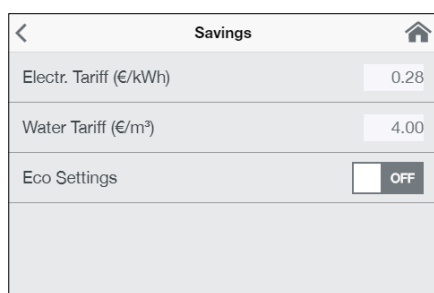 Savings
Electr. Tariff (€/kWh) 0.28
Water Tariff (€/m³) 4.00
Eco Settings OFF